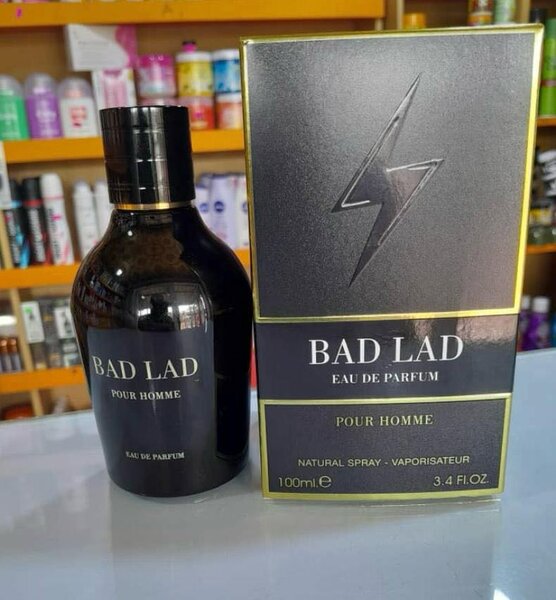 BAD LAD
POUR HOMME
EAU DE PARFUM
BAD LAD
EAU DE PARFUM
POUR HOMME
NATURAL SPRAY - VAPORISATEUR
100ml.e 3.4 Fl.OZ.